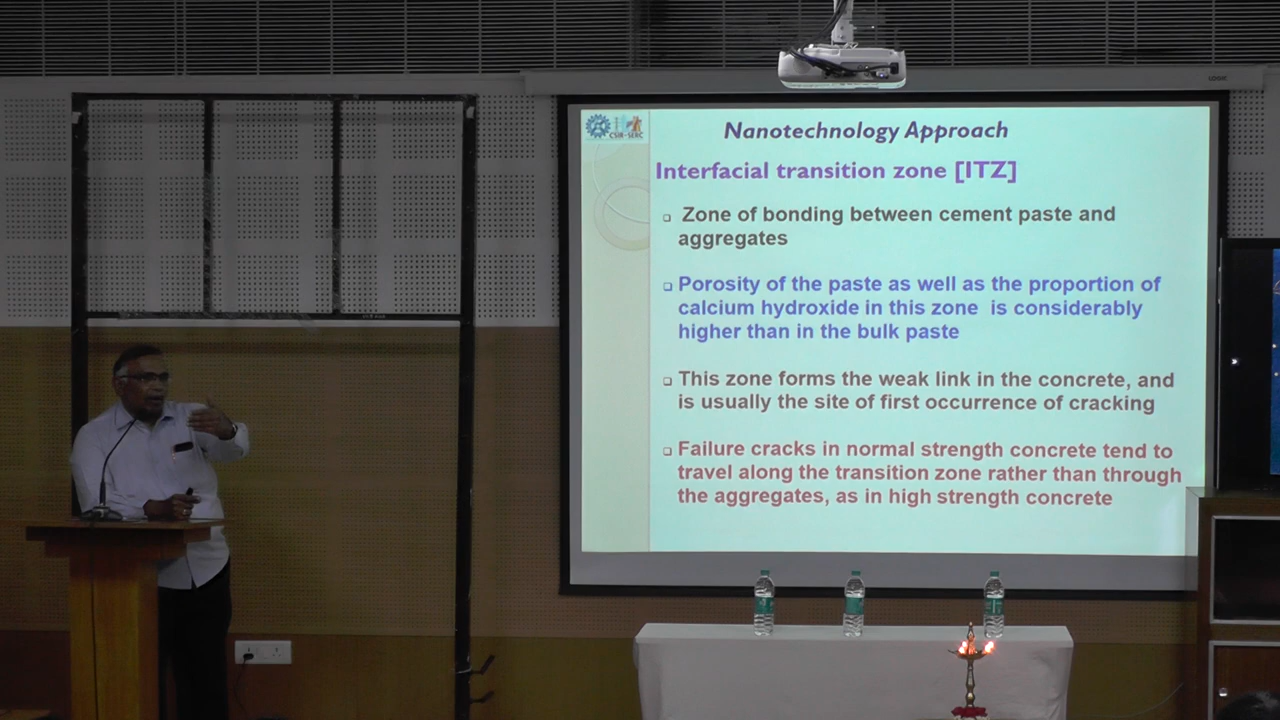 LOGIC
CSIR-SERC
Nanotechnology Approach
Interfacial transition zone [ITZ]
Zone of bonding between cement paste and
aggregates
Porosity of the paste as well as the proportion of
calcium hydroxide in this zone is considerably
higher than in the bulk paste
This zone forms the weak link in the concrete, and
is usually the site of first occurrence of cracking
Failure cracks in normal strength concrete tend to
travel along the transition zone rather than through
the aggregates, as in high strength concrete